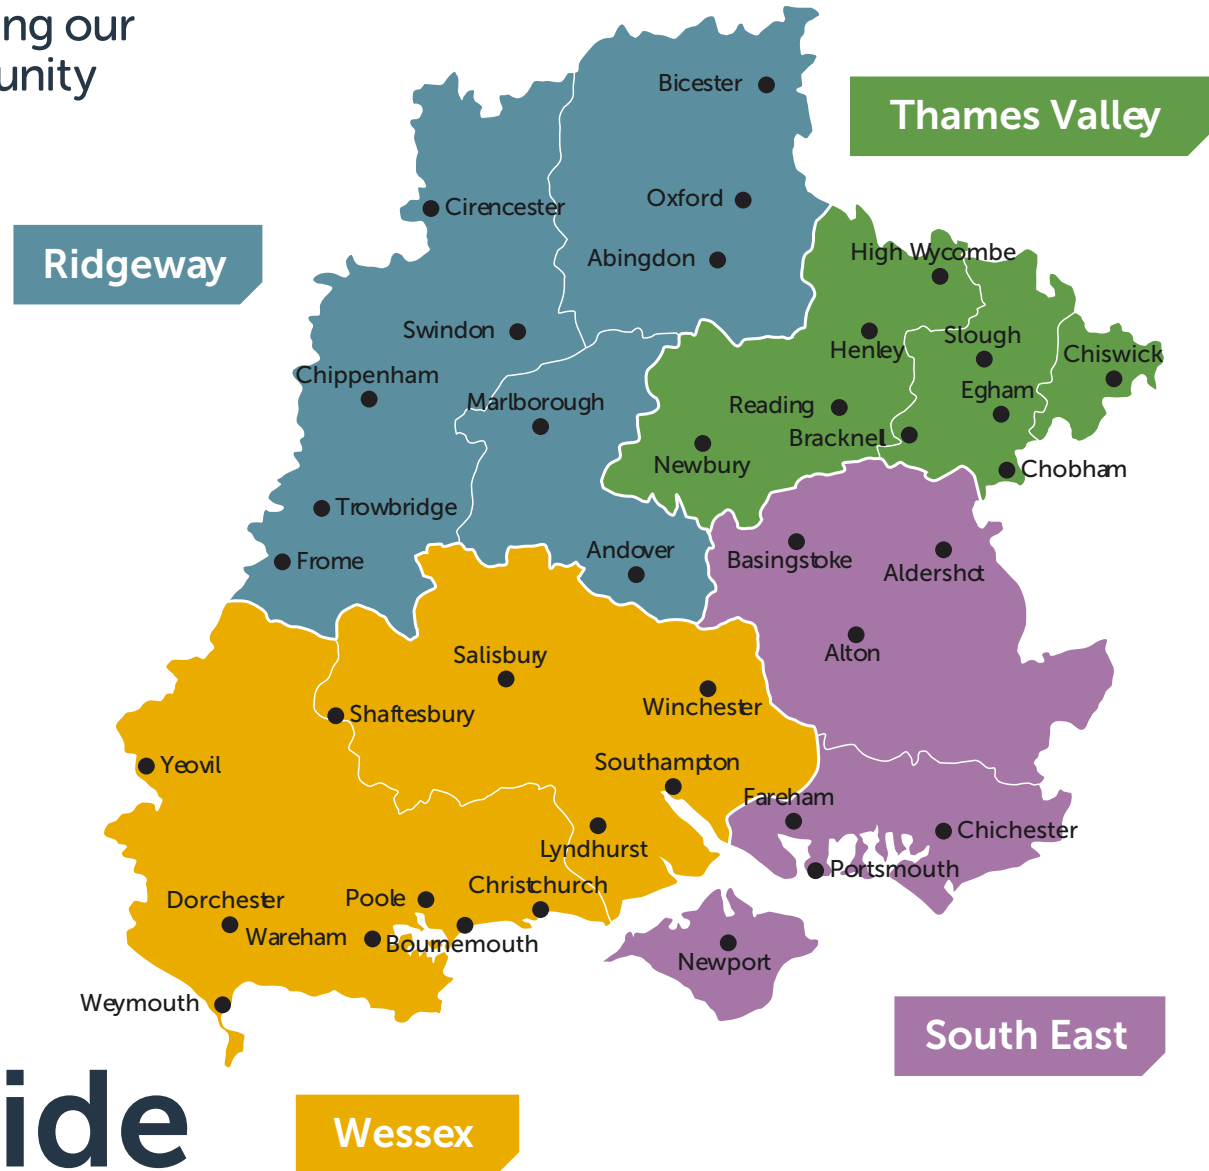 ng our
unity
Bicester
Thames Valley
Oxford
Cirencester
Ridgeway
Abingdon
High Wycombe
Swindon
Henley
Slough
Chiswick
Chippenham
Egham
Marlborough
Reading
Bracknell
Newbury
Chobham
Trowbridge
Andover
Basingstoke
Frome
Aldershot
Alton
Salisbury
Winchester
Shaftesbury
Yeovil
Southampton
Fareham
Chichester
Lyndhurst
Portsmouth
Christchurch
Dorchester
Poole
Wareham
Bournemouth
Newport
Weymouth
South East
ide
Wessex